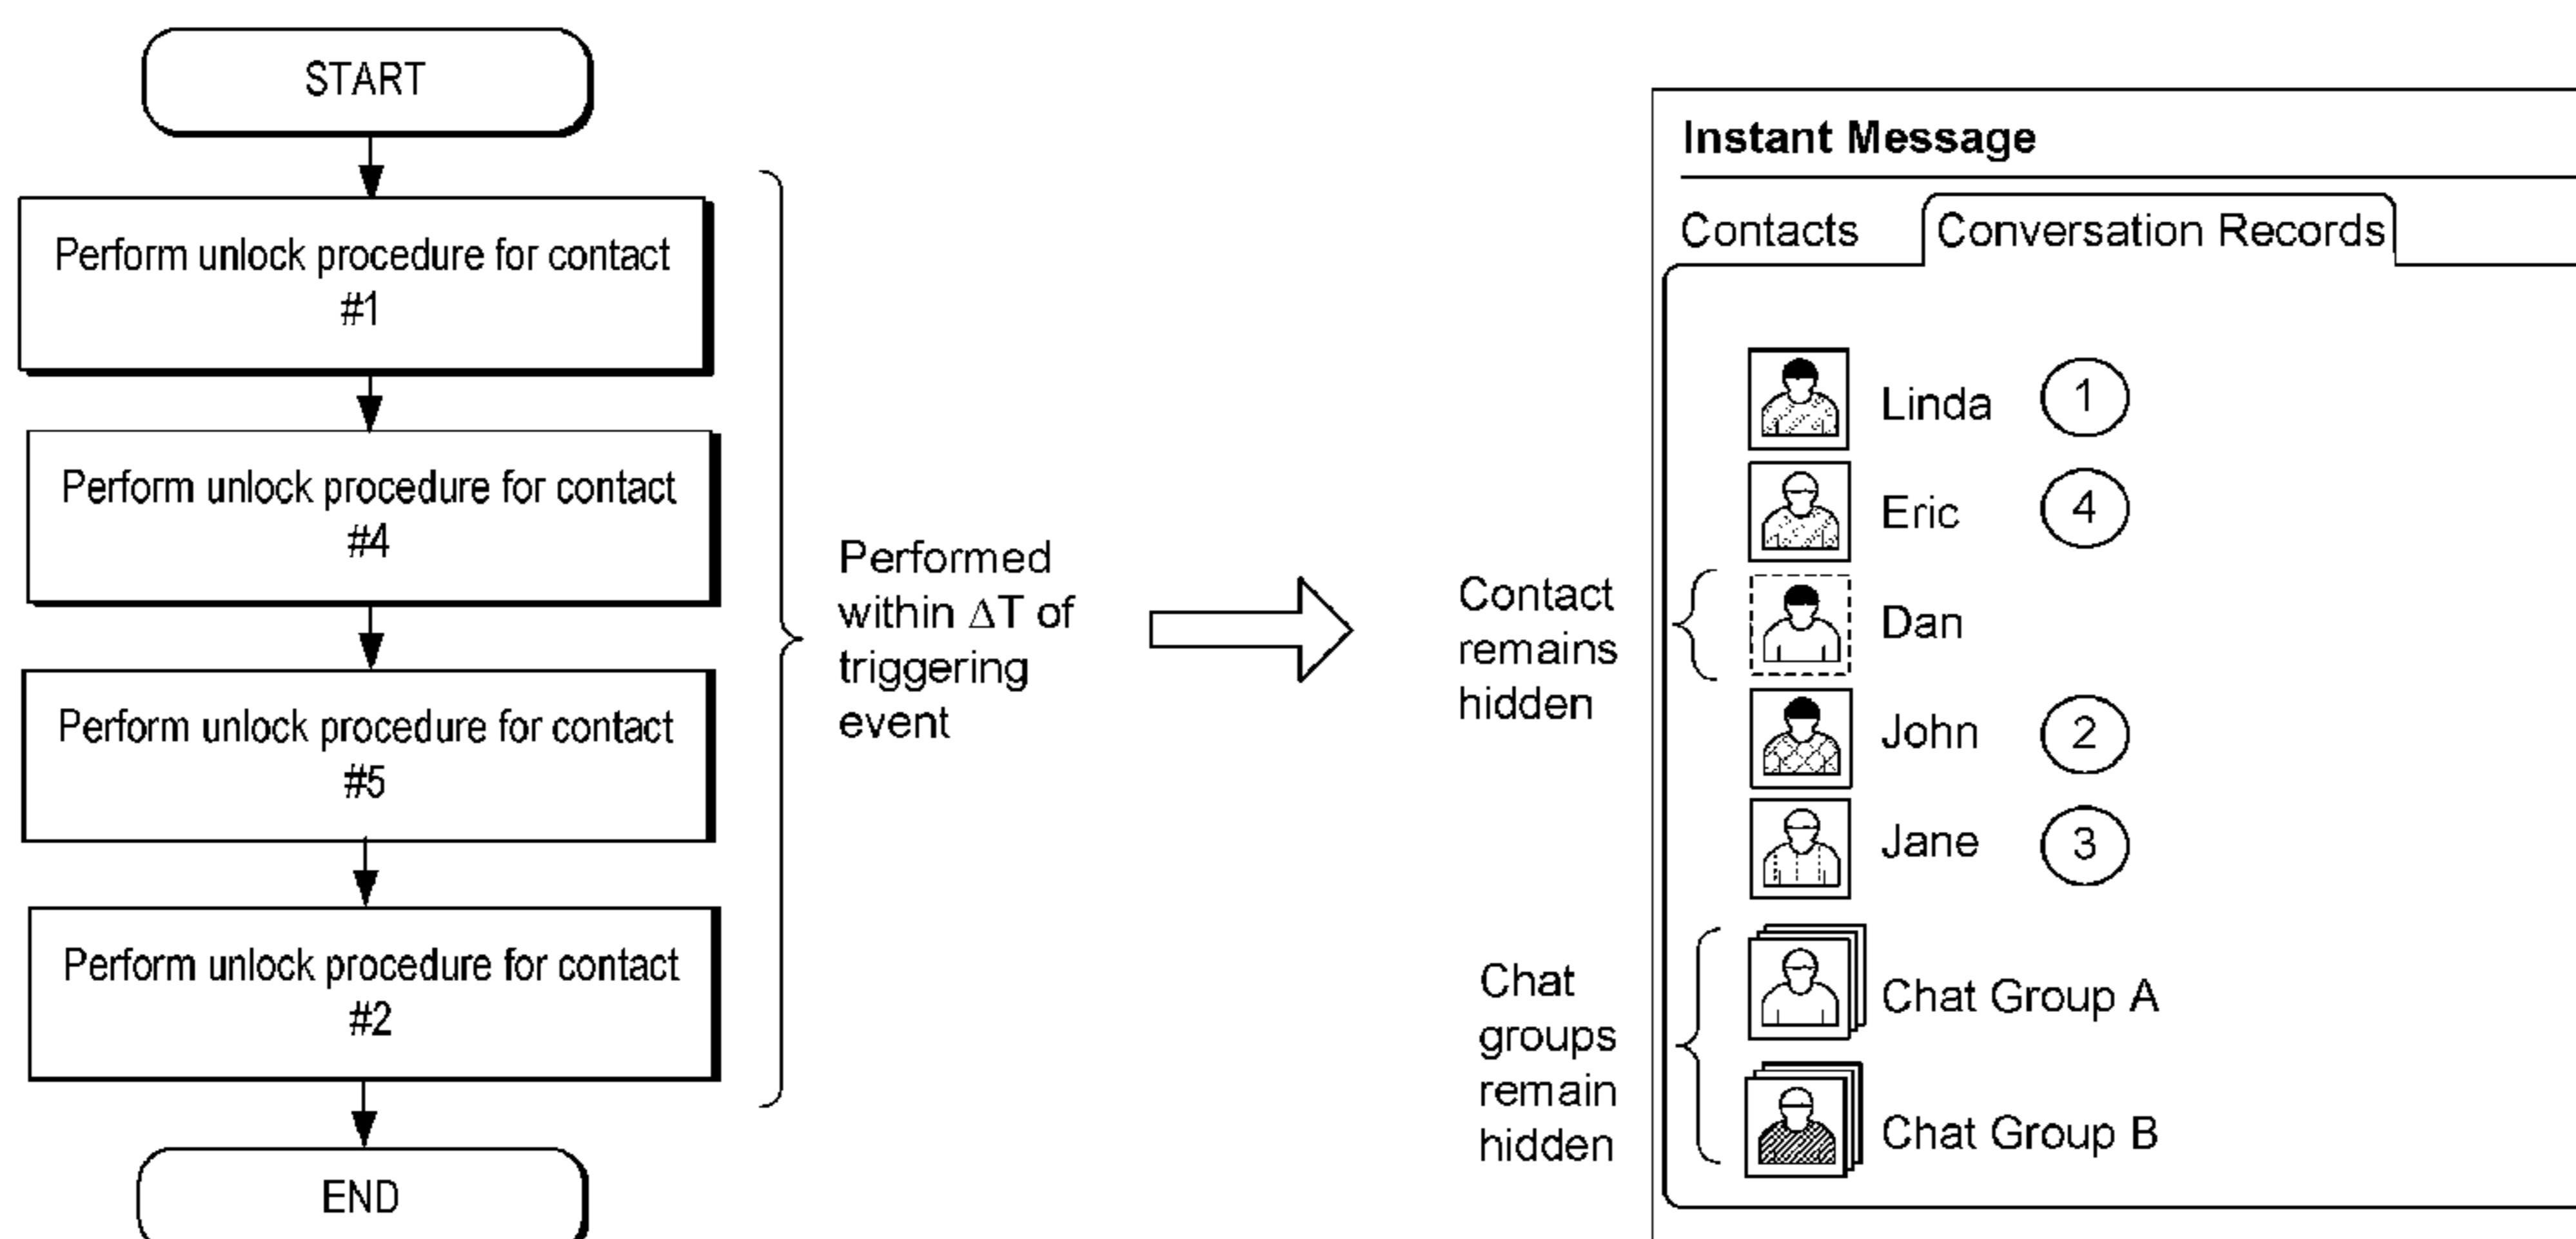 START
Perform unlock procedure for contact
#1
Perform unlock procedure for contact
#4
Perform unlock procedure for contact
#5
Perform unlock procedure for contact
#2
END
Performed
within ΔT of
triggering
event
Instant Message
Contacts
Conversation Records
Linda 1
Eric 4
Contact
remains
hidden
Dan
John 2
Jane 3
Chat
groups
remain
hidden
Chat Group A
Chat Group B